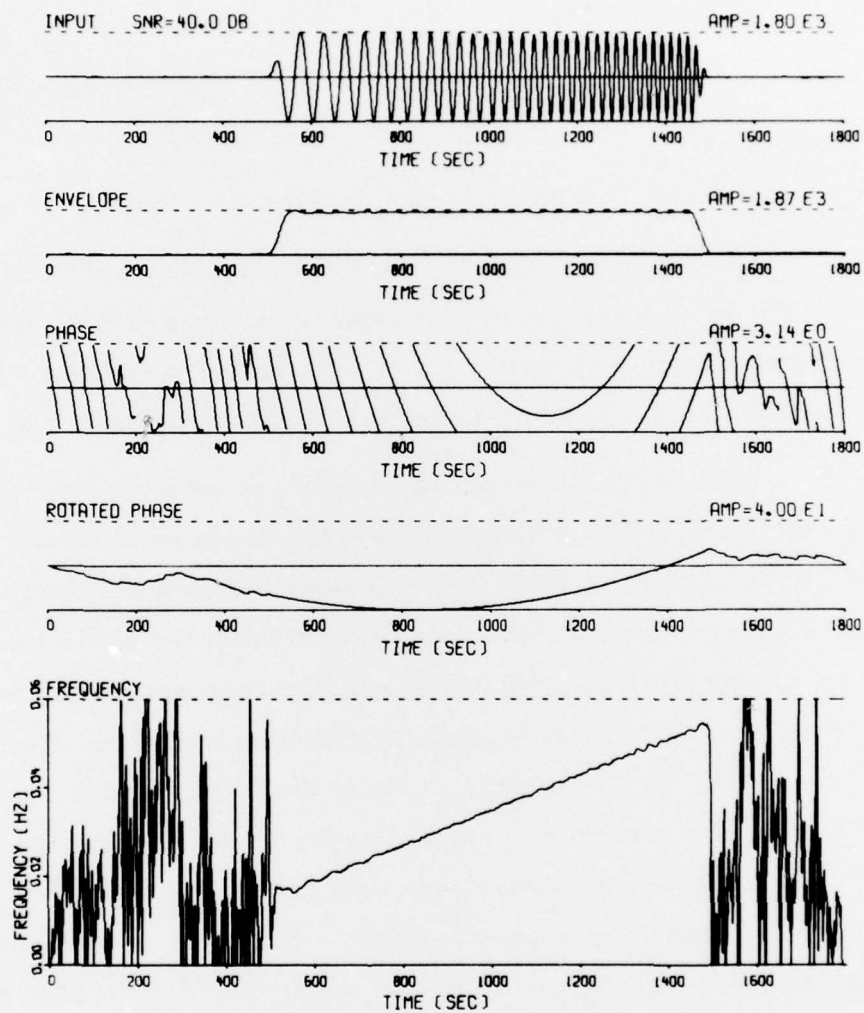 INPUT SNR=40.0 DB AMP=1.80 E3
0 200 400 600 800 1000 1200 1400 1600 1800
TIME (SEC)
ENVELOPE AMP=1.87 E3
0 200 400 600 800 1000 1200 1400 1600 1800
TIME (SEC)
PHASE AMP=3.14 E0
0 200 400 600 800 1000 1200 1400 1600 1800
TIME (SEC)
ROTATED PHASE AMP=4.00 E1
0 200 400 600 800 1000 1200 1400 1600 1800
TIME (SEC)
FREQUENCY
0.06
0.04
0.02
0.00
FREQUENCY (HZ)
0 200 400 600 800 1000 1200 1400 1600 1800
TIME (SEC)